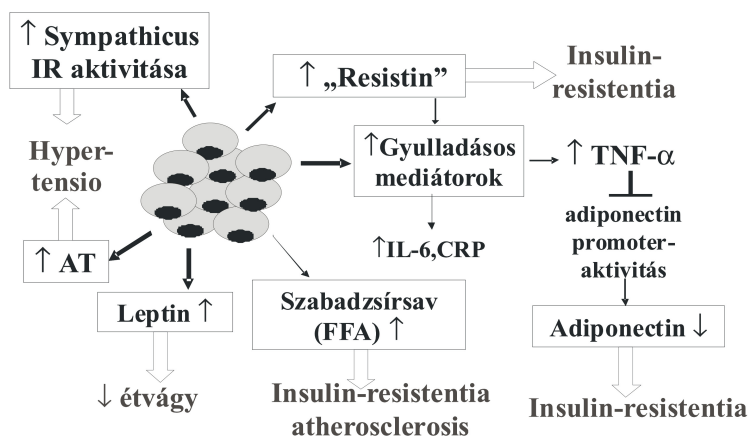 ↑ Sympathicus
IR aktivitása
Hyper-
tensio
↑ AT
Leptin ↑
↓ étvágy
↑ „Resistin”
Insulin-
resistentia
↑Gyulladásos
mediátorok
↑IL-6,CRP
↑ TNF-α
adiponectin
promoter-
aktivitás
Szabadzsírsav
(FFA) ↑
Insulin-resistentia
atherosclerosis
Adiponectin ↓
Insulin-resistentia